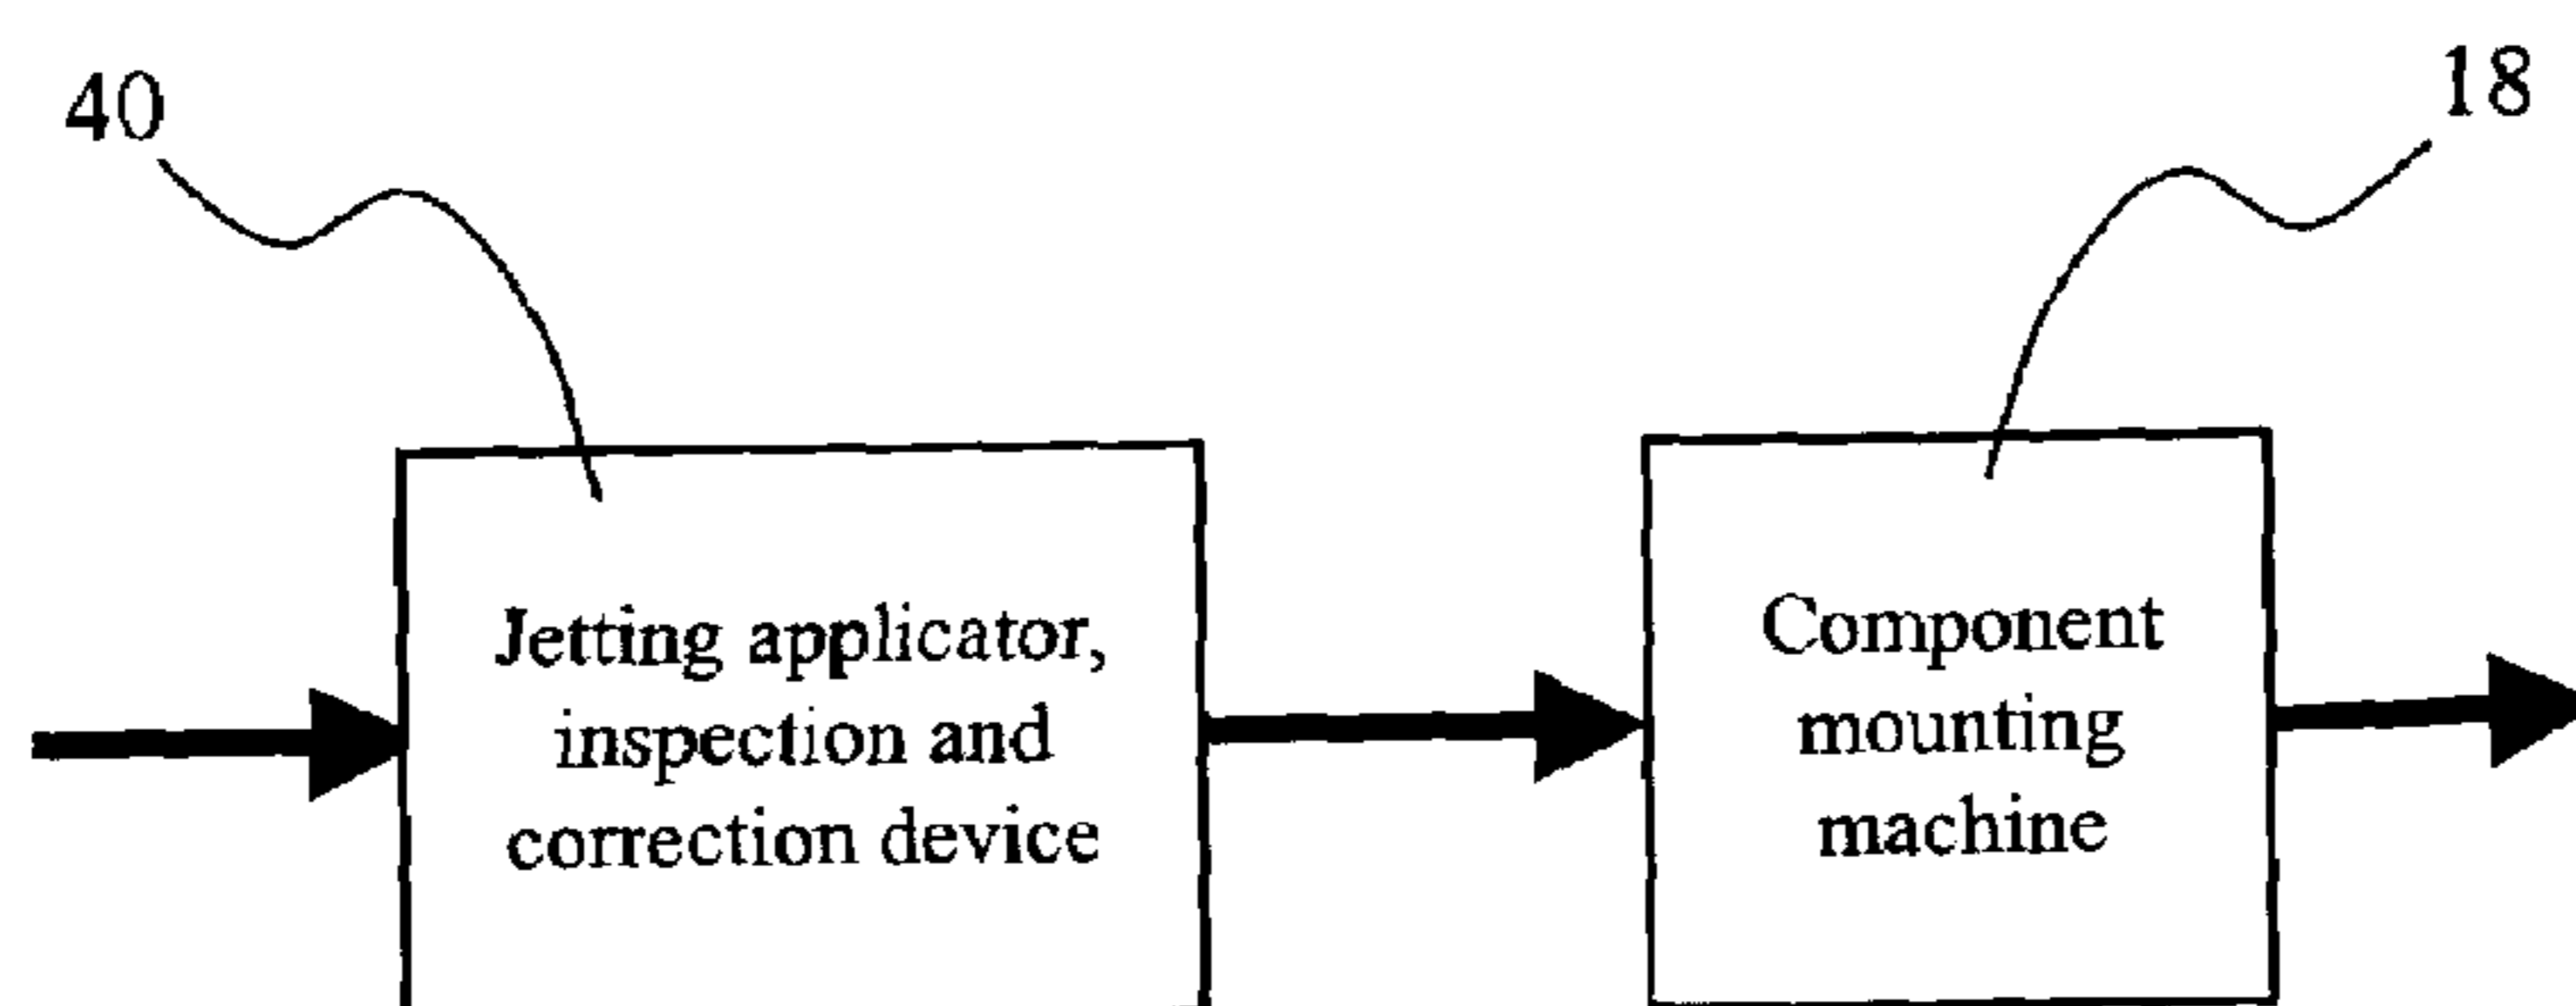 40
18
Jetting applicator,
inspection and
correction device
Component
mounting
machine